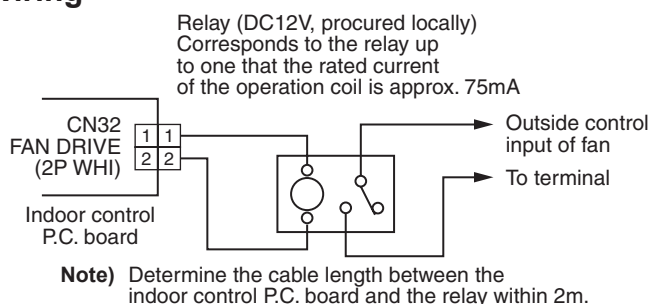 Relay (DC12V, procured locally)
Corresponds to the relay up
to one that the rated current
of the operation coil is approx. 75mA
CN32
FAN DRIVE
(2P WHI)
1 1
2 2
Outside control
input of fan
To terminal
Indoor control
P.C. board
Note) Determine the cable length between the
indoor control P.C. board and the relay within 2m.